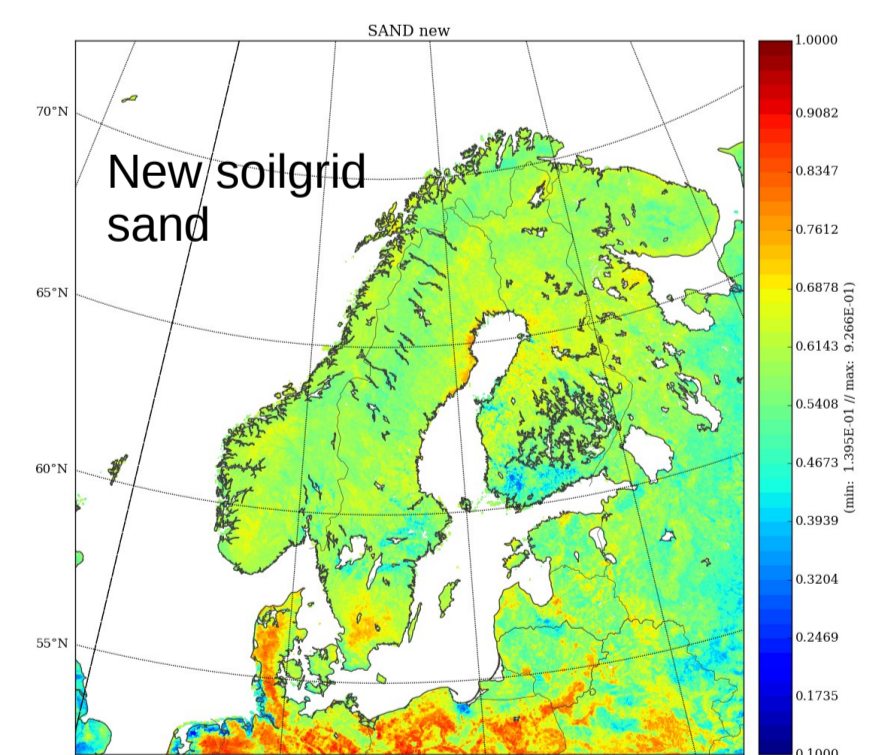 SAND new
New soilgrid
sand
70°N
65°N
60°N
55°N
1.0000
0.9082
0.8347
0.7612
0.6878
0.6143
0.5408
0.4673
0.3939
0.3204
0.2469
0.1735
0.1000
(min: 1.395E-01 // max: 9.266E-01)